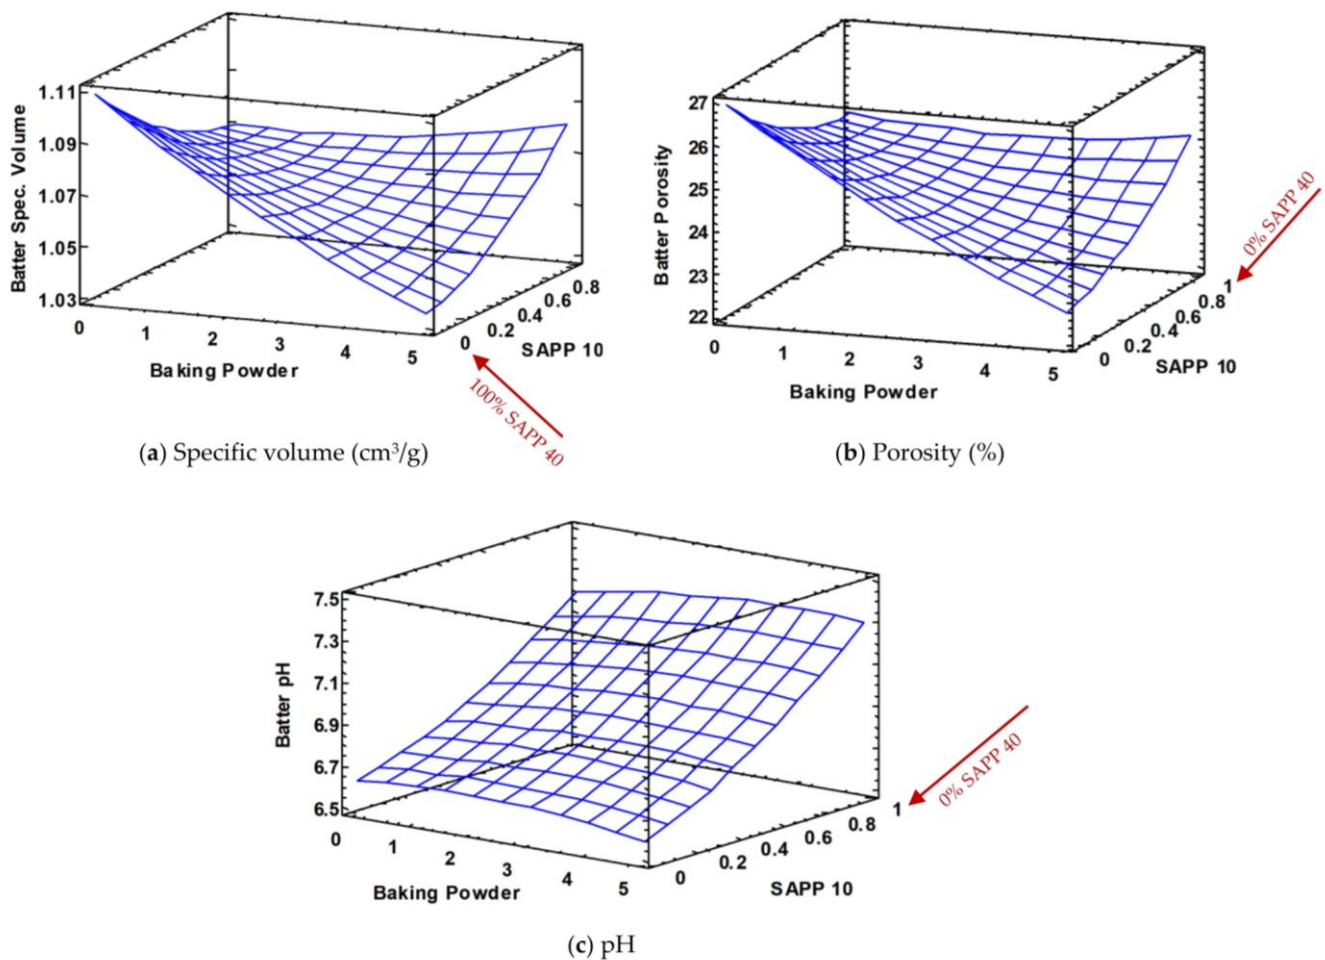 1.11
1.09
1.07
1.05
1.03
Batter Spec. Volume
0 1 2 3 4 5
Baking Powder
0 0.2 0.4 0.6 0.8
SAPP 10
100% SAPP 40
(a) Specific volume (cm³/g)
27
26
25
24
23
22
Batter Porosity
0 1 2 3 4 5
Baking Powder
0 0.2 0.4 0.6 0.8 1
SAPP 10
0% SAPP 40
(b) Porosity (%)
7.5
7.3
7.1
6.9
6.7
6.5
Batter pH
0 1 2 3 4 5
Baking Powder
0 0.2 0.4 0.6 0.8 1
SAPP 10
0% SAPP 40
(c) pH